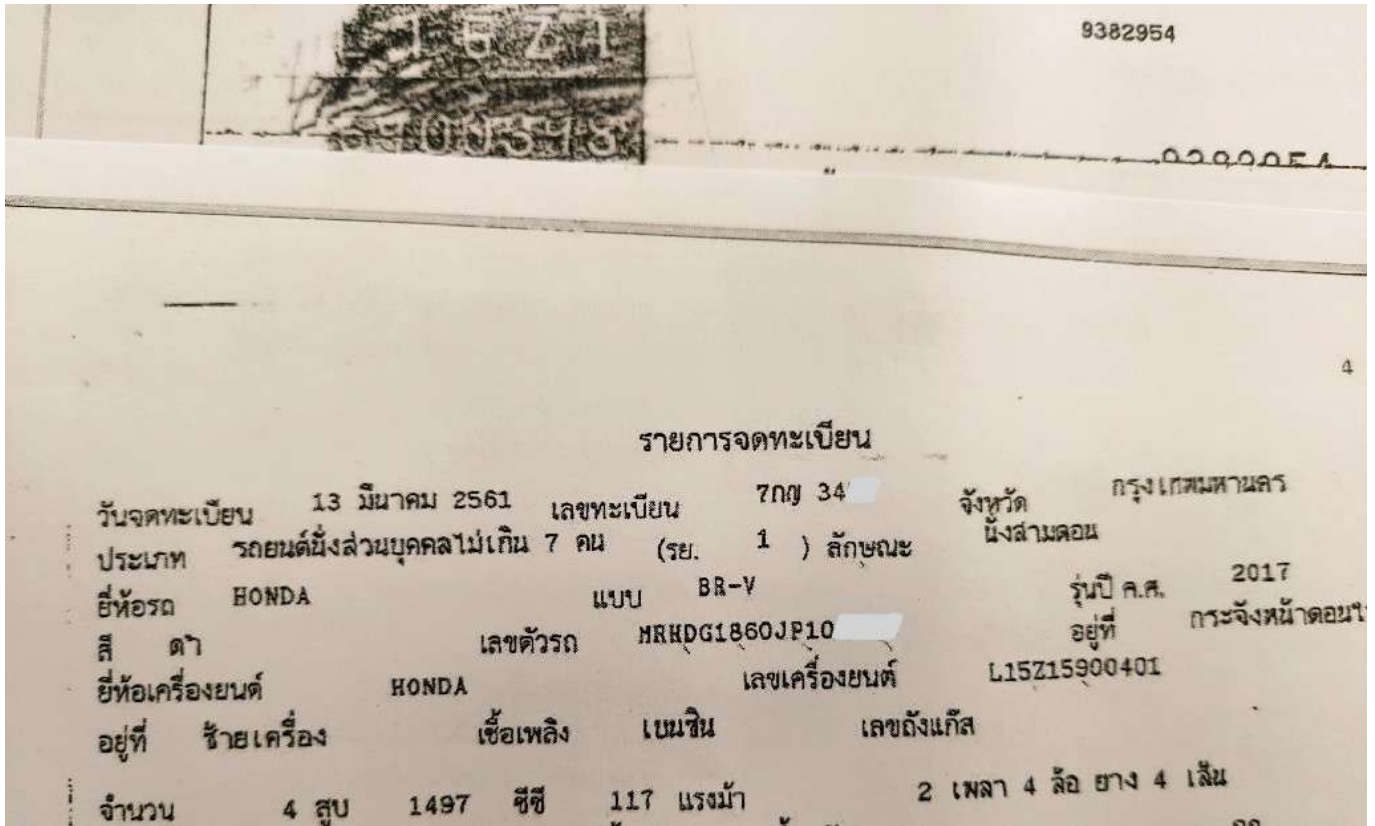 9382954
4
รายการจดทะเบียน
วันจดทะเบียน 13 มีนาคม 2561 เลขทะเบียน 7กญ 34 จังหวัด กรุงเทพมหานคร
ประเภท รถยนต์นั่งส่วนบุคคลไม่เกิน 7 คน (รย. 1 ) ลักษณะ นั่งสามตอน
ยี่ห้อรถ HONDA แบบ BR-V รุ่นปี ค.ศ. 2017
สี ดำ เลขตัวรถ MRHDG1860JP10 อยู่ที่ กระจังหน้าตอนใ
ยี่ห้อเครื่องยนต์ HONDA เลขเครื่องยนต์ L15Z15900401
อยู่ที่ ซ้ายเครื่อง เชื้อเพลิง เบนซิน เลขถังแก๊ส
จำนวน 4 สูบ 1497 ซีซี 117 แรงม้า 2 เพลา 4 ล้อ ยาง 4 เส้น